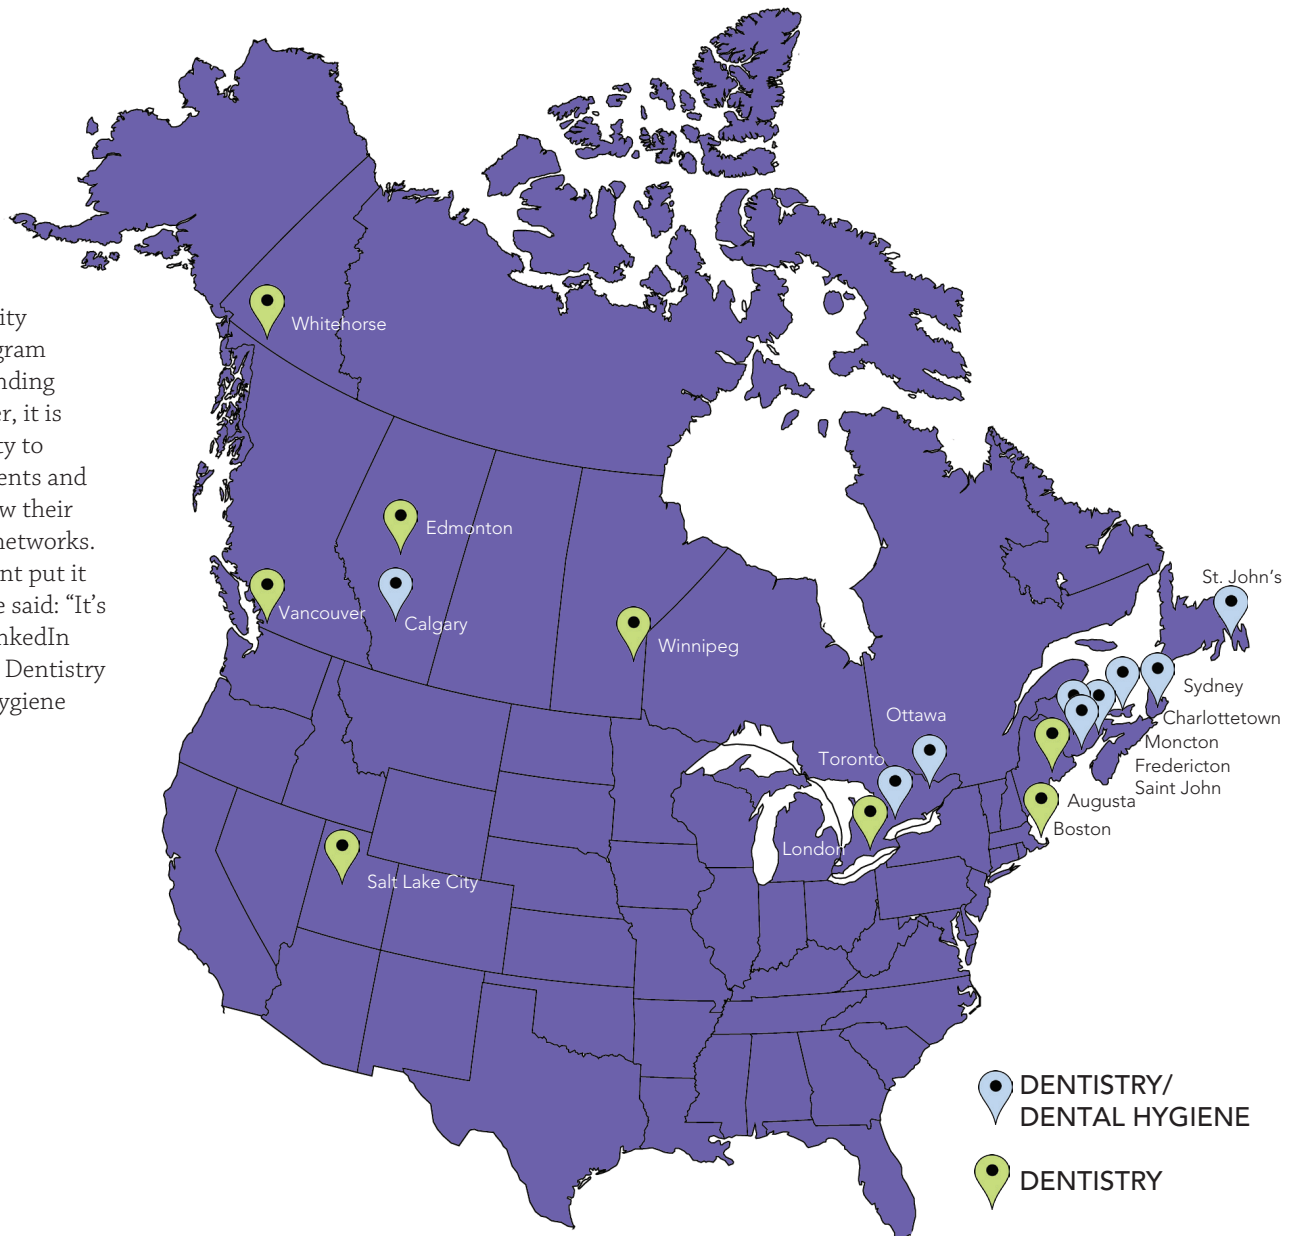 ity
gram
nding
er, it is
ty to
ents and
w their
networks.
nt put it
e said: “It’s
nkedIn
Dentistry
ygiene
Whitehorse
Edmonton
Vancouver
Calgary
Winnipeg
St. John’s
Sydney
Charlottetown
Moncton
Fredericton
Saint John
Ottawa
Toronto
Augusta
Boston
London
Salt Lake City
DENTISTRY/
DENTAL HYGIENE
DENTISTRY